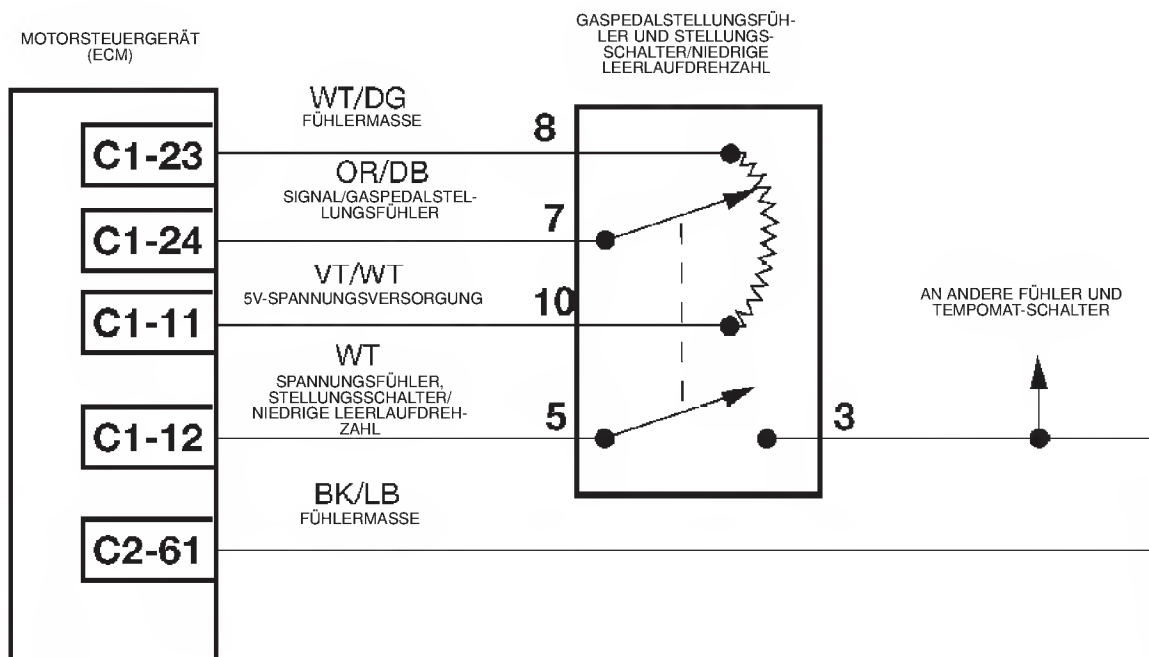 GASPEDALSTELLUNGSFÜH-
LER UND STELLUNGS-
SCHALTER/NIEDRIGE
LEERLAUFDREHZAHL
MOTORSTEUERGERÄT
(ECM)
WT/DG
FÜHLERMASSE
8
C1-23
OR/DB
SIGNAL/GASPEDALSTEL-
LUNGSFÜHLER
7
C1-24
VT/WT
5V-SPANNUNGSVERSORGUNG
10
C1-11
AN ANDERE FÜHLER UND
TEMPOMAT-SCHALTER
WT
SPANNUNGSFÜHLER,
STELLUNGSSCHALTER/
NIEDRIGE LEERLAUFDREH-
ZAHL
5
3
C1-12
BK/LB
FÜHLERMASSE
C2-61